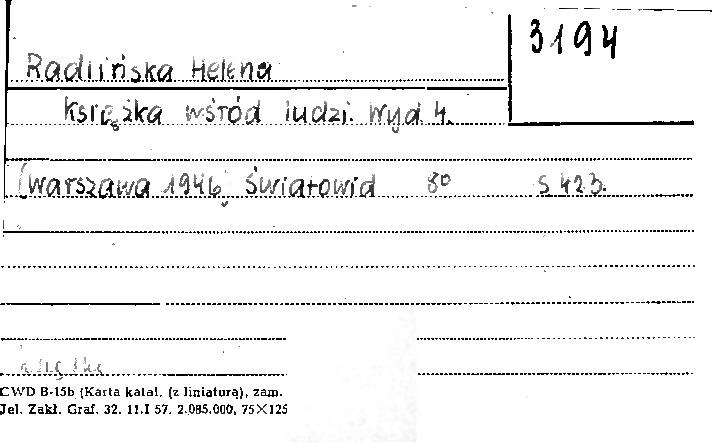 3194
Radlińska Helena
Książka wśród ludzi. Wyd. 4.
(Warszawa 1946, Światowid 8° S 423.
CWD B-15b (Karta katal. (z liniaturą), zam.
Jel. Zakł. Graf. 32. 11.I 57. 2.085.000, 75×125